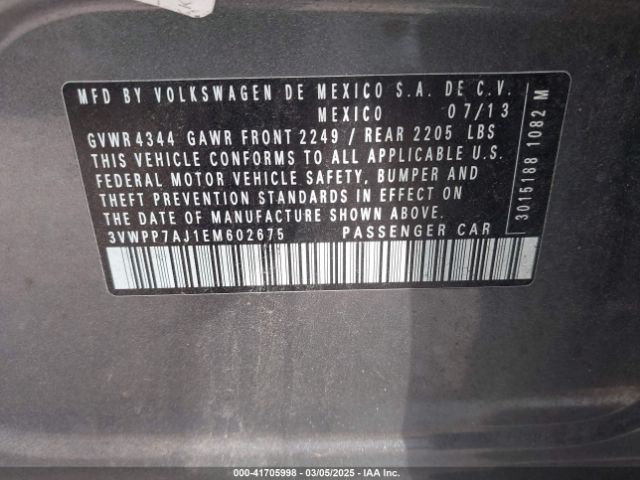 MFD BY VOLKSWAGEN DE MEXICO S.A. DE C.V.
MEXICO 07/13
GVWR 4344 GAWR FRONT 2249 / REAR 2205 LBS
THIS VEHICLE CONFORMS TO ALL APPLICABLE U.S.
FEDERAL MOTOR VEHICLE SAFETY, BUMPER AND
THEFT PREVENTION STANDARDS IN EFFECT ON
THE DATE OF MANUFACTURE SHOWN ABOVE.
3VWPP7AJ1EM602675 PASSENGER CAR
3015188 1082 M
000-41705998 — 03/05/2025 — IAA Inc.